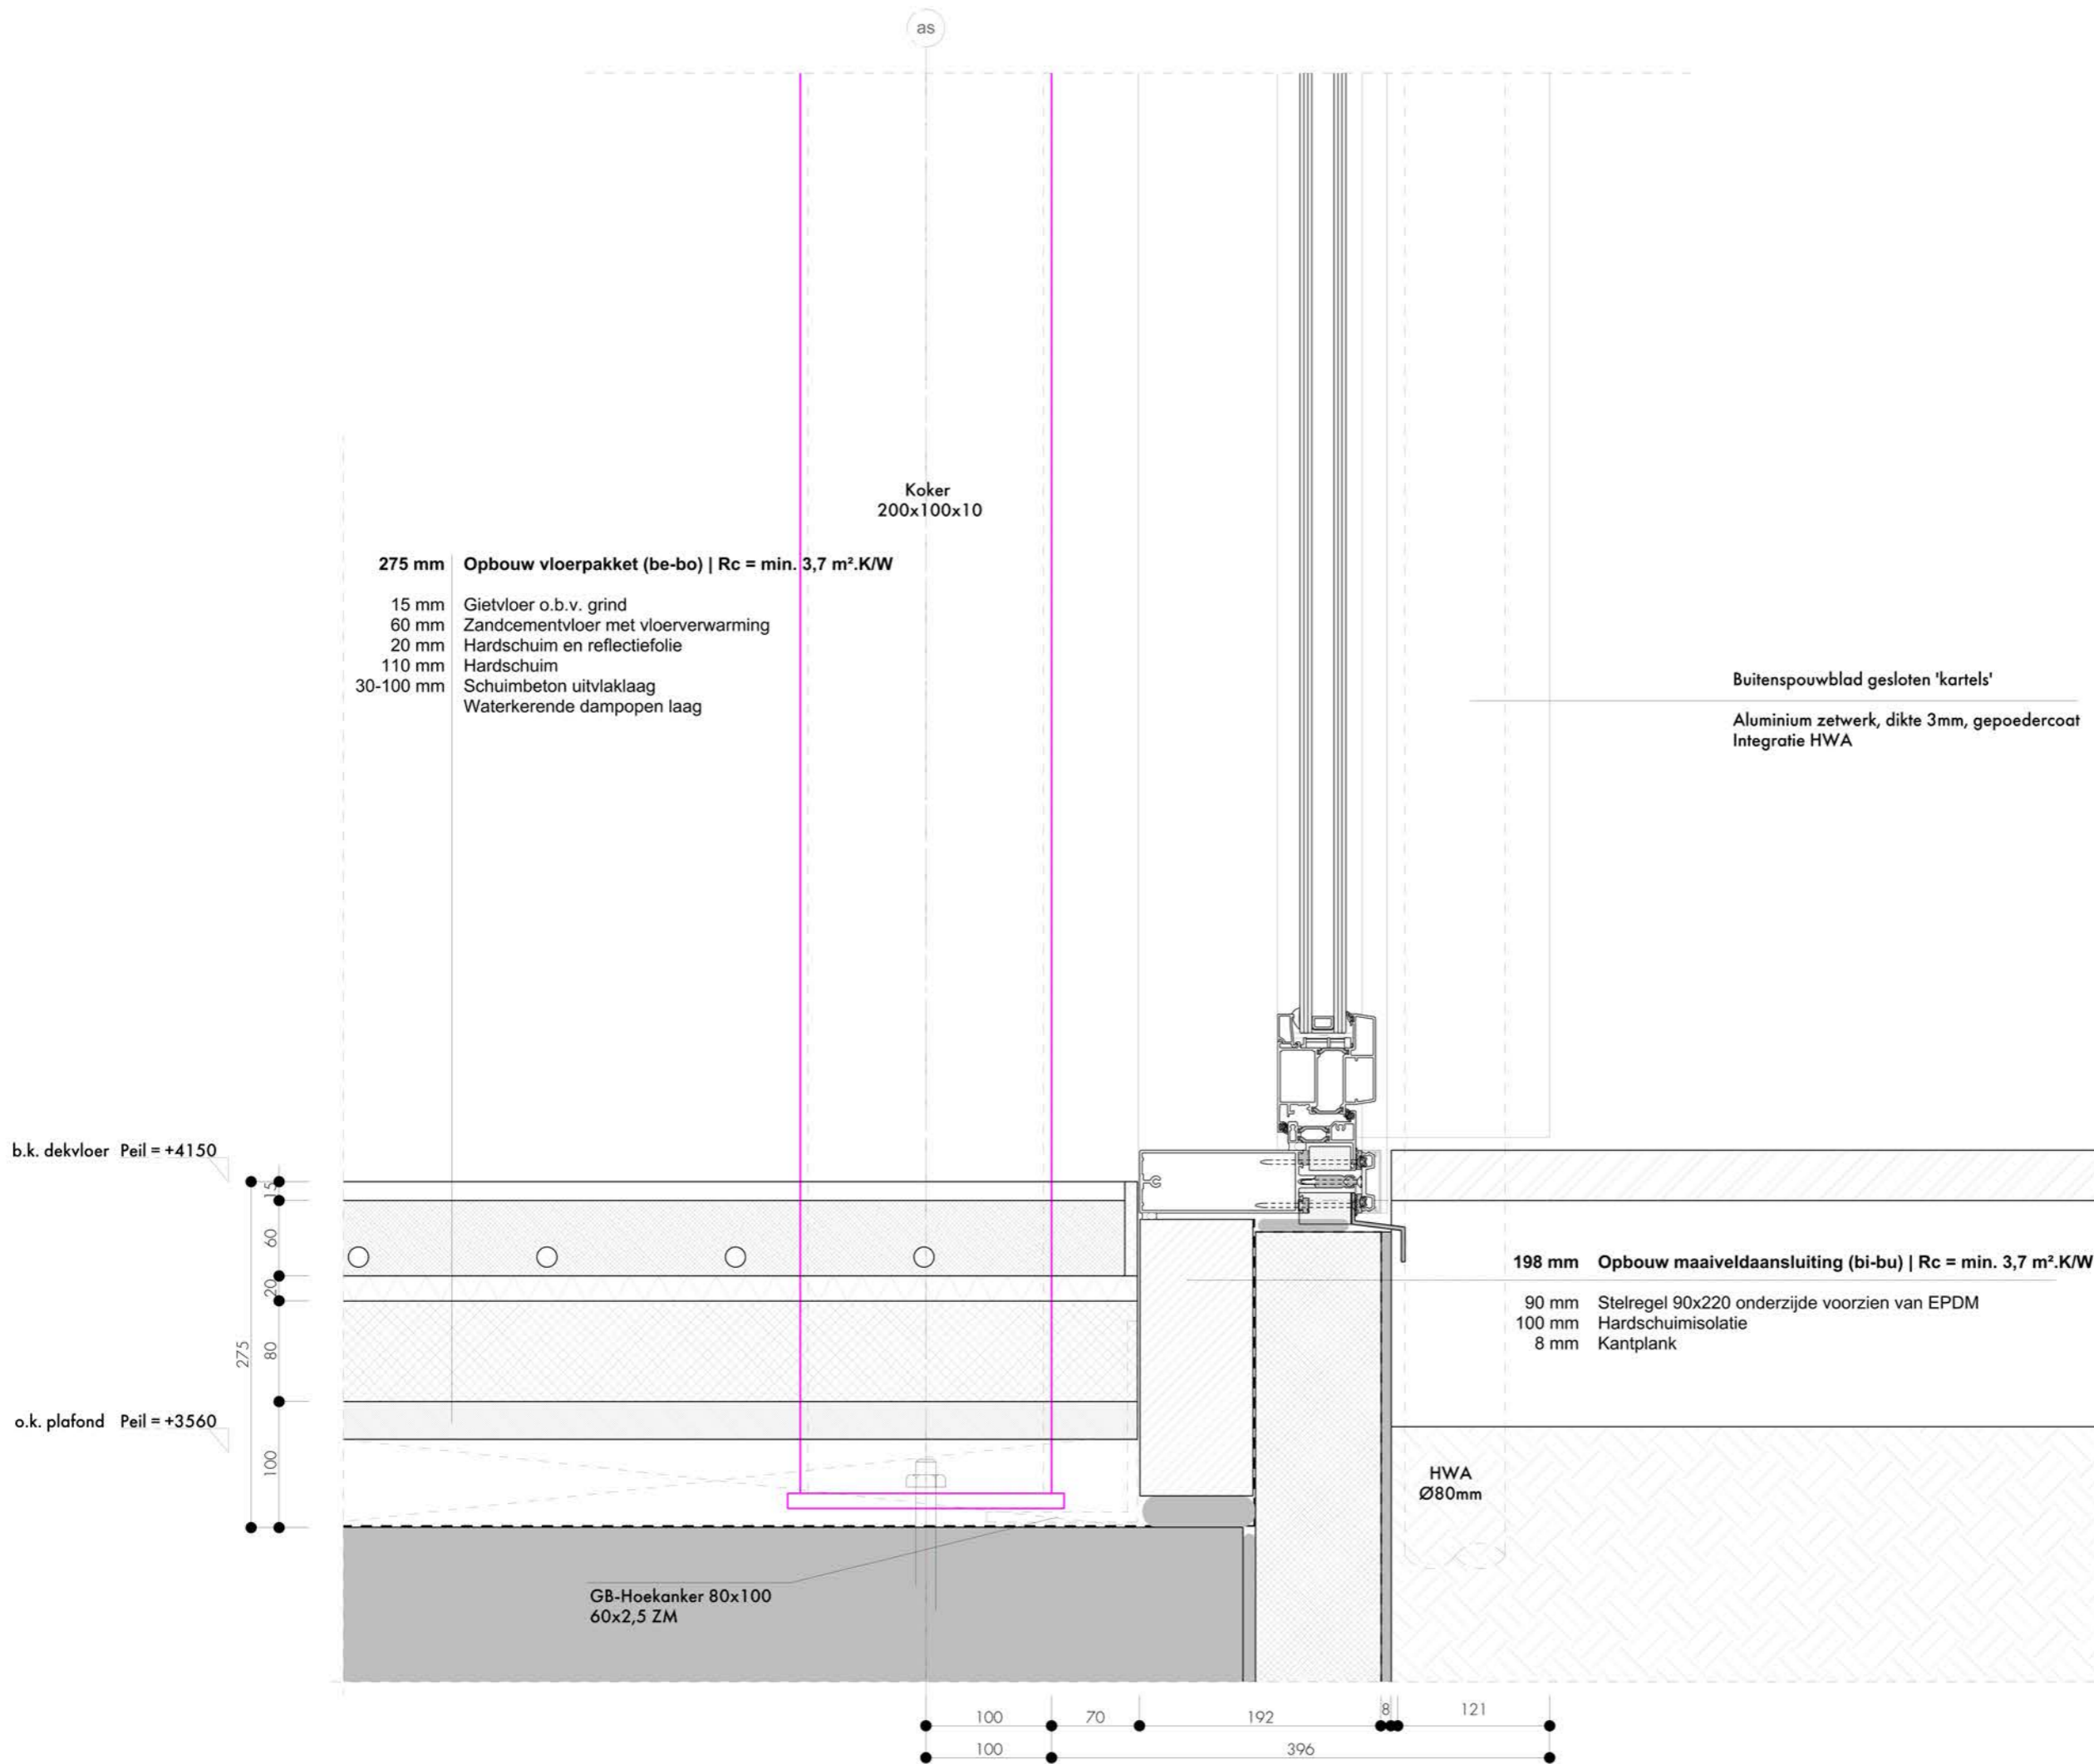 as
Koker
200x100x10
275 mm Opbouw vloerpakket (be-bo) | Rc = min. 3,7 m².K/W
15 mm Gietvloer o.b.v. grind
60 mm Zandcementvloer met vloerverwarming
20 mm Hardschuim en reflectiefolie
110 mm Hardschuim
30-100 mm Schuimbeton uitvlaklaag
Waterkerende dampopen laag
Buitenspouwblad gesloten 'kartels'
Aluminium zetwerk, dikte 3mm, gepoedercoat
Integratie HWA
b.k. dekvloer Peil = +4150
15
60
20
80
100
275
o.k. plafond Peil = +3560
198 mm Opbouw maaiveldaansluiting (bi-bu) | Rc = min. 3,7 m².K/W
90 mm Stelregel 90x220 onderzijde voorzien van EPDM
100 mm Hardschuimisolatie
8 mm Kantplank
HWA
Ø80mm
GB-Hoekanker 80x100
60x2,5 ZM
100 70 192 8 121
100 396